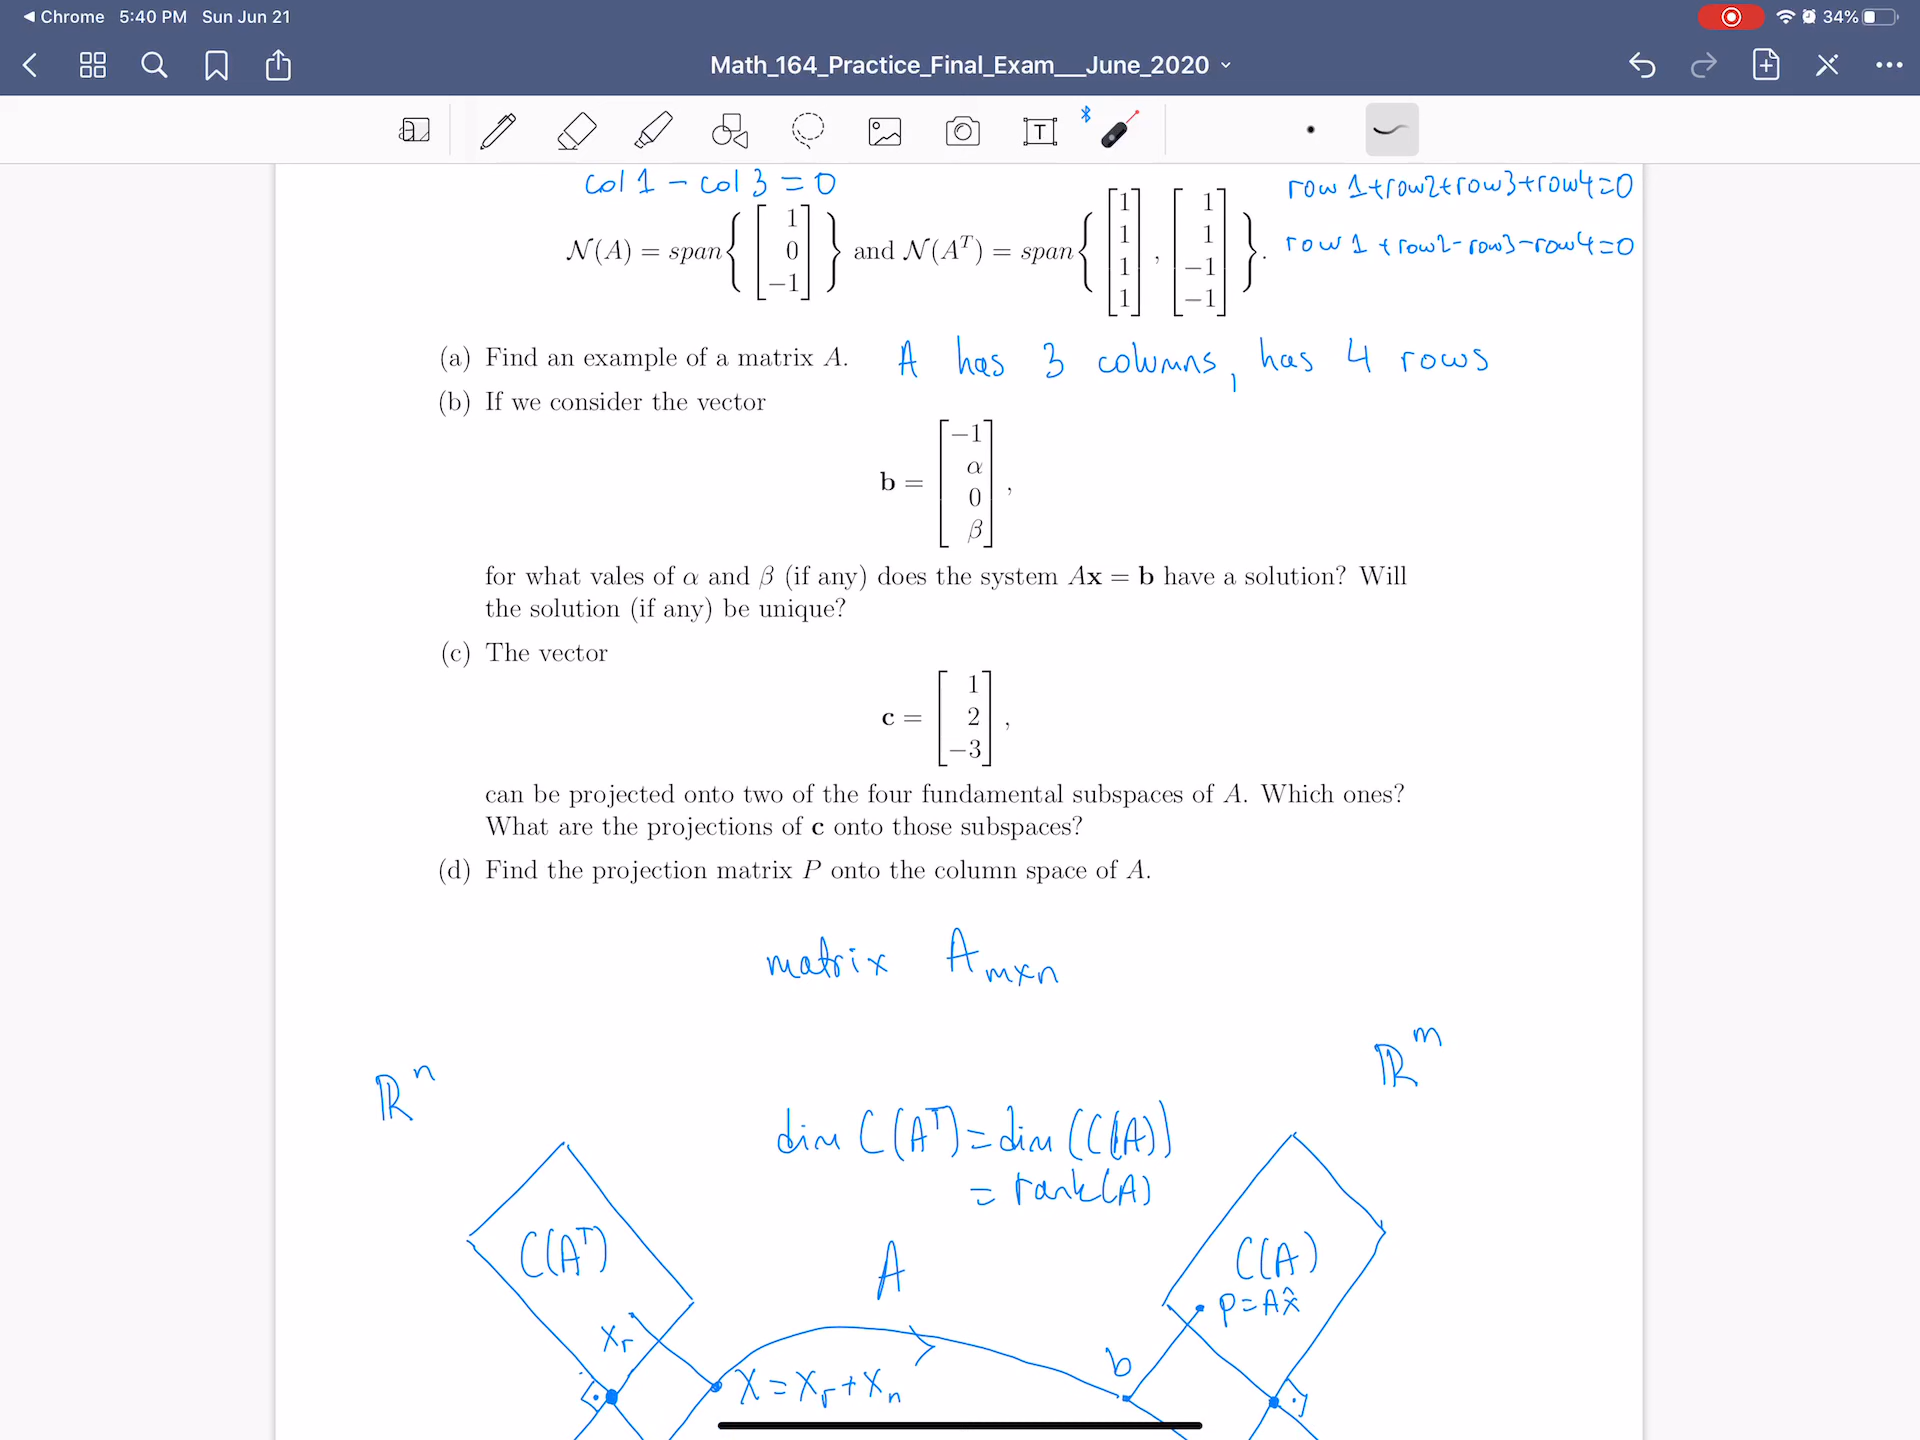 ◀ Chrome 5:40 PM Sun Jun 21 34%
Math_164_Practice_Final_Exam___June_2020
col 1 − col 3 = 0
row 1+row2+row3+row4=0
N(A) = span{ [1 0 −1] } and N(A^T) = span{ [1 1 1 1], [1 1 −1 −1] }.
row 1 + row2 − row3 − row4 = 0
(a) Find an example of a matrix A. A has 3 columns, has 4 rows
(b) If we consider the vector
b = [−1 α 0 β],
for what vales of α and β (if any) does the system Ax = b have a solution? Will
the solution (if any) be unique?
(c) The vector
c = [1 2 −3],
can be projected onto two of the four fundamental subspaces of A. Which ones?
What are the projections of c onto those subspaces?
(d) Find the projection matrix P onto the column space of A.
matrix A m×n
ℝ^n
ℝ^m
dim C(A^T) = dim (C(A))
= rank(A)
C(A^T)
A
C(A)
p = Ax̂
x_r
b
x = x_r + x_n